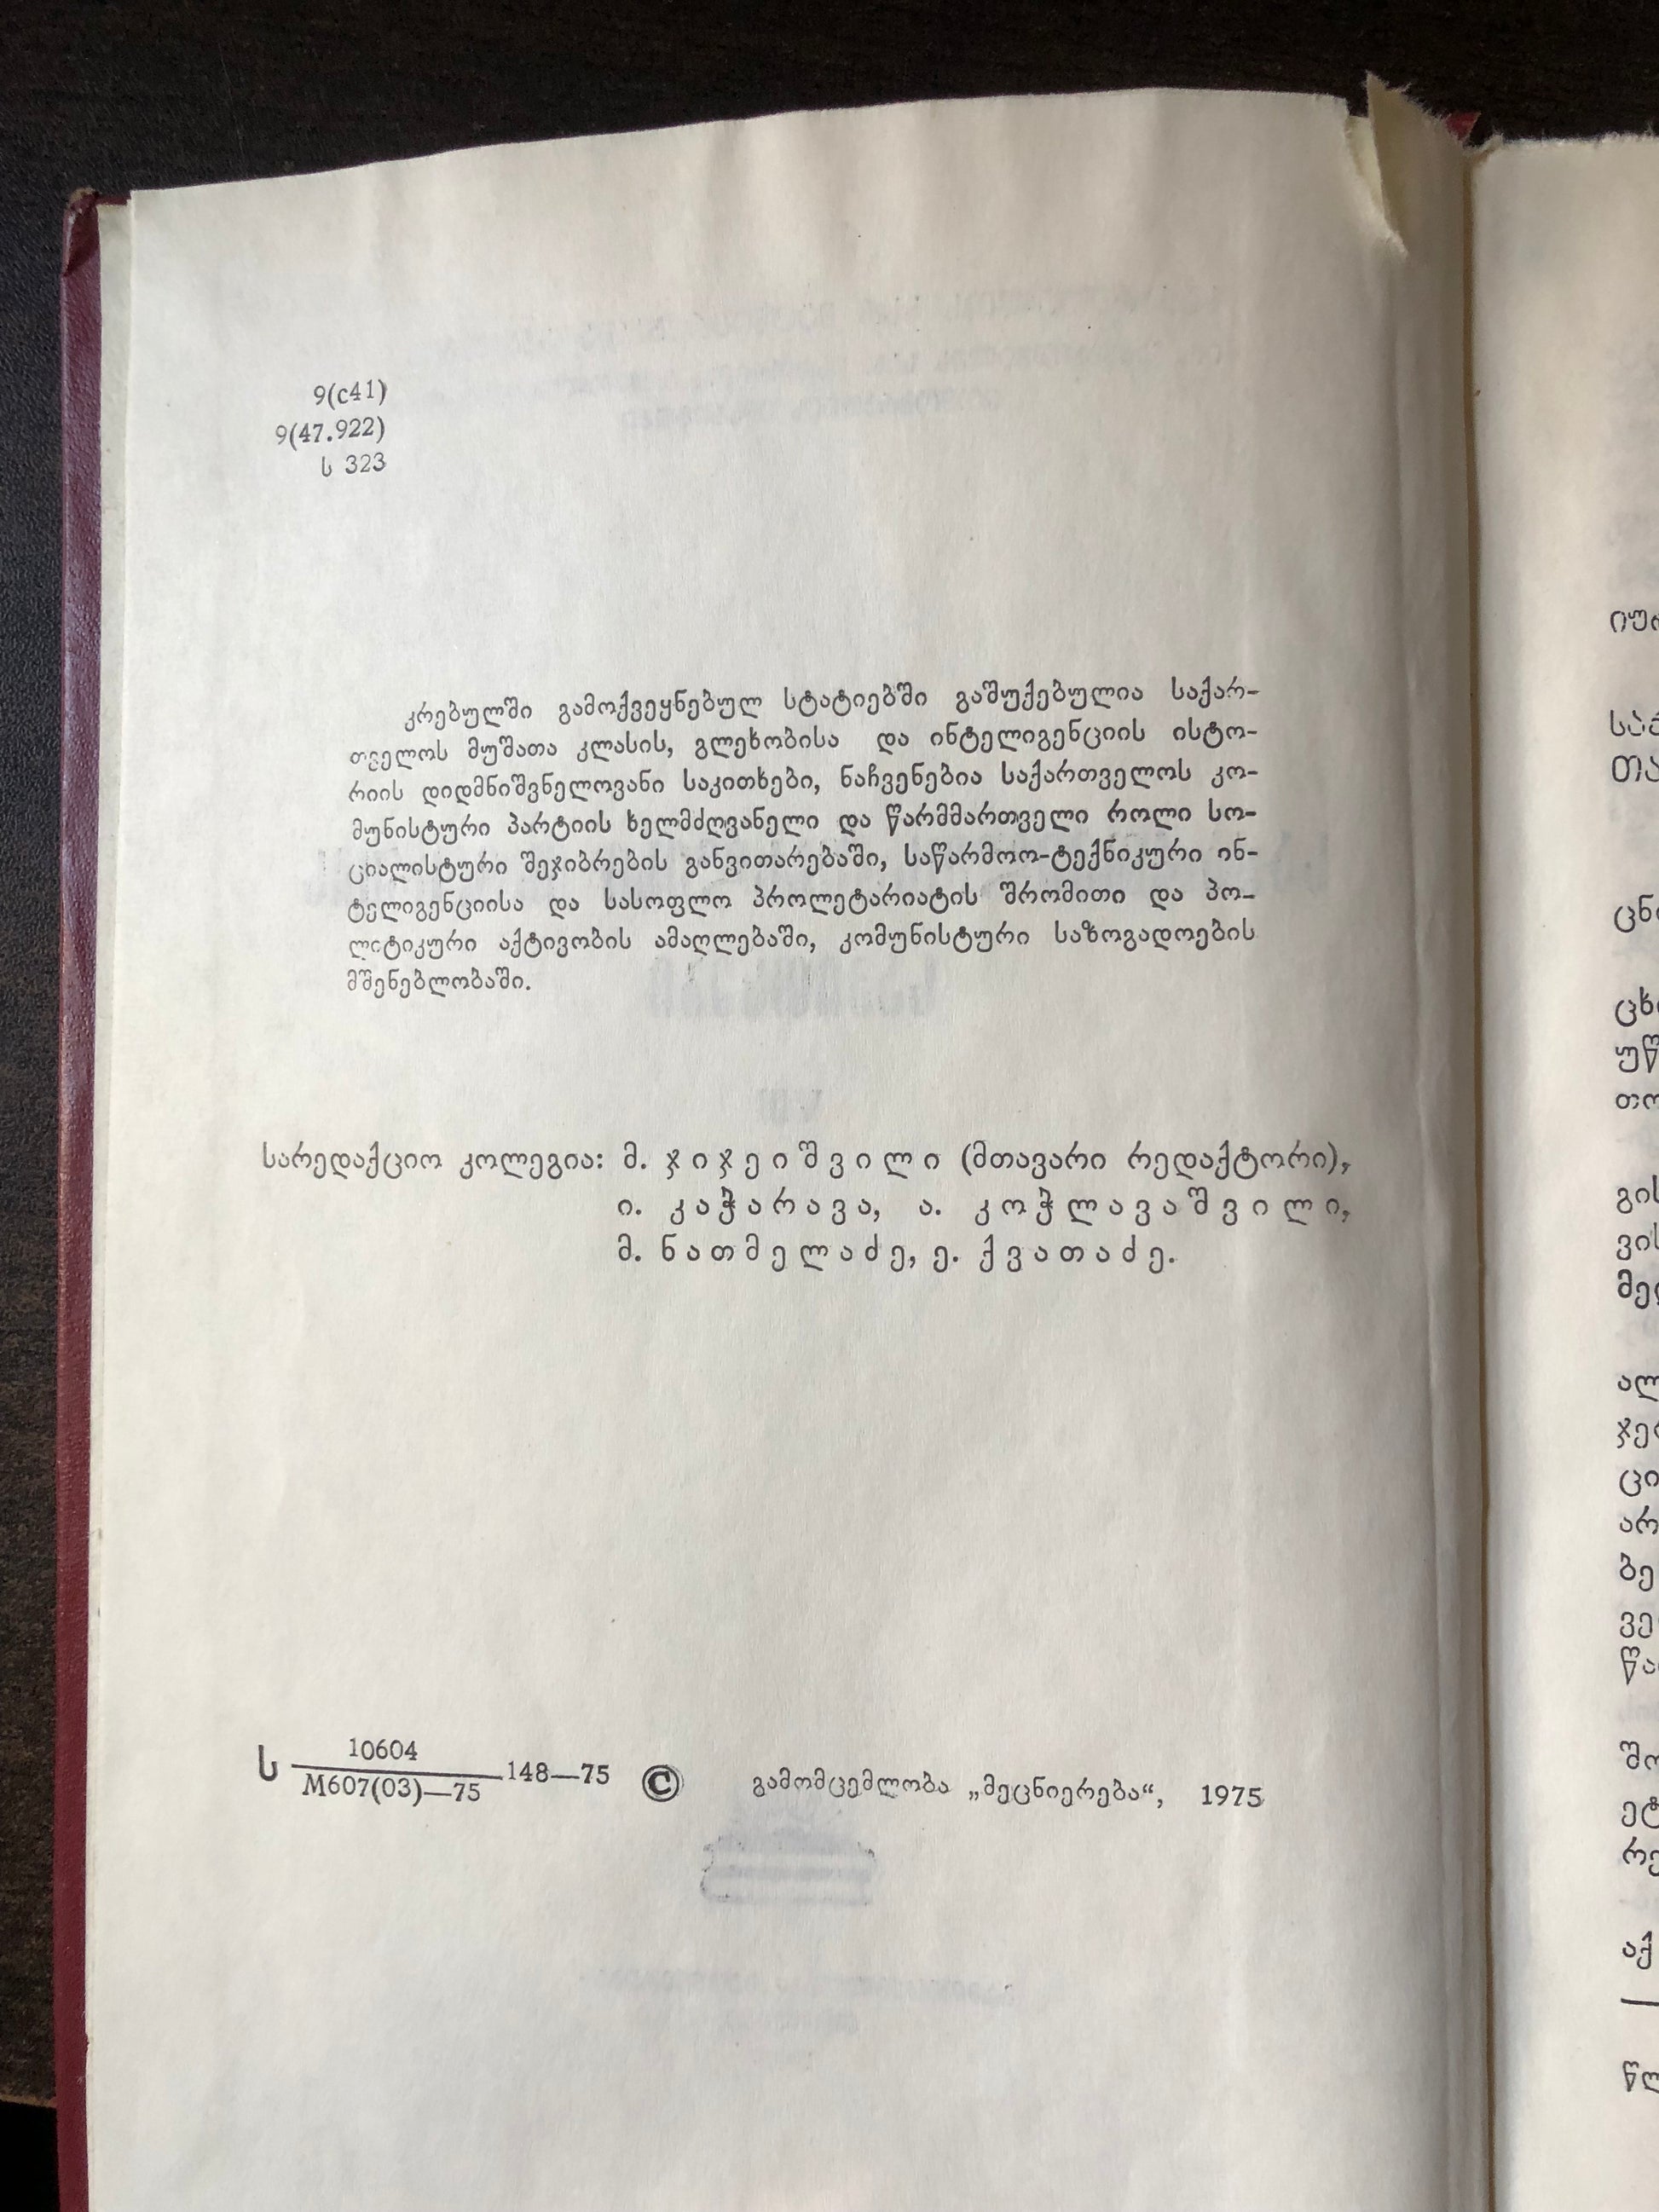 9(с41)
9(47.922)
ს 323
კრებულში გამოქვეყნებულ სტატიებში გაშუქებულია საქარ-
თველოს მუშათა კლასის, გლეხობისა და ინტელიგენციის ისტო-
რიის დიდმნიშვნელოვანი საკითხები, ნაჩვენებია საქართველოს კო-
მუნისტური პარტიის ხელმძღვანელი და წარმმართველი როლი სო-
ციალისტური შეჯიბრების განვითარებაში, საწარმოო-ტექნიკური ინ-
ტელიგენციისა და სასოფლო პროლეტარიატის შრომითი და პო-
ლიტიკური აქტივობის ამაღლებაში, კომუნისტური საზოგადოების
მშენებლობაში.
სარედაქციო კოლეგია: მ. ჯიჯეიშვილი (მთავარი რედაქტორი),
ი. კაჭარავა, ა. კოჭლავაშვილი,
მ. ნათმელაძე, ე. ქვათაძე.
ს 10604
М607(03)—75 148—75 © გამომცემლობა „მეცნიერება“, 1975